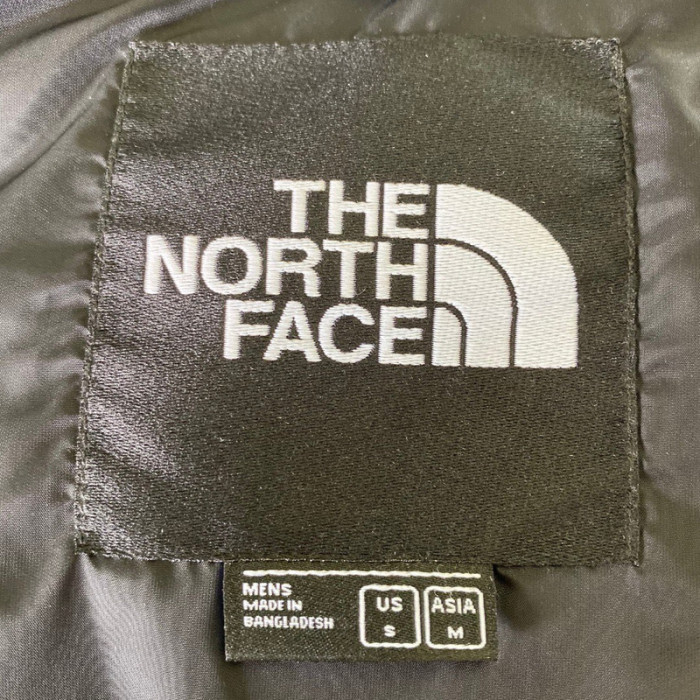 THE
NORTH
FACE
MENS
MADE IN
BANGLADESH
US
S
ASIA
M